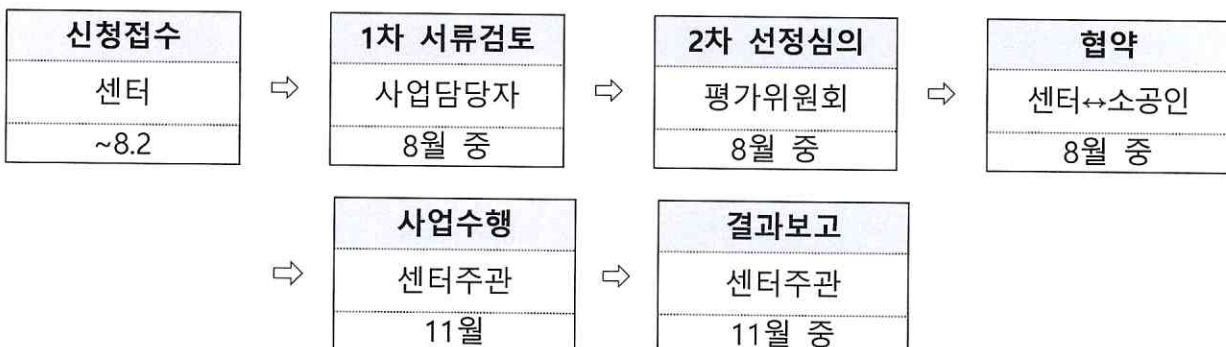 신청접수
센터
~8.2
⇨
1차 서류검토
사업담당자
8월 중
⇨
2차 선정심의
평가위원회
8월 중
⇨
협약
센터↔소공인
8월 중
⇨
사업수행
센터주관
11월
⇨
결과보고
센터주관
11월 중